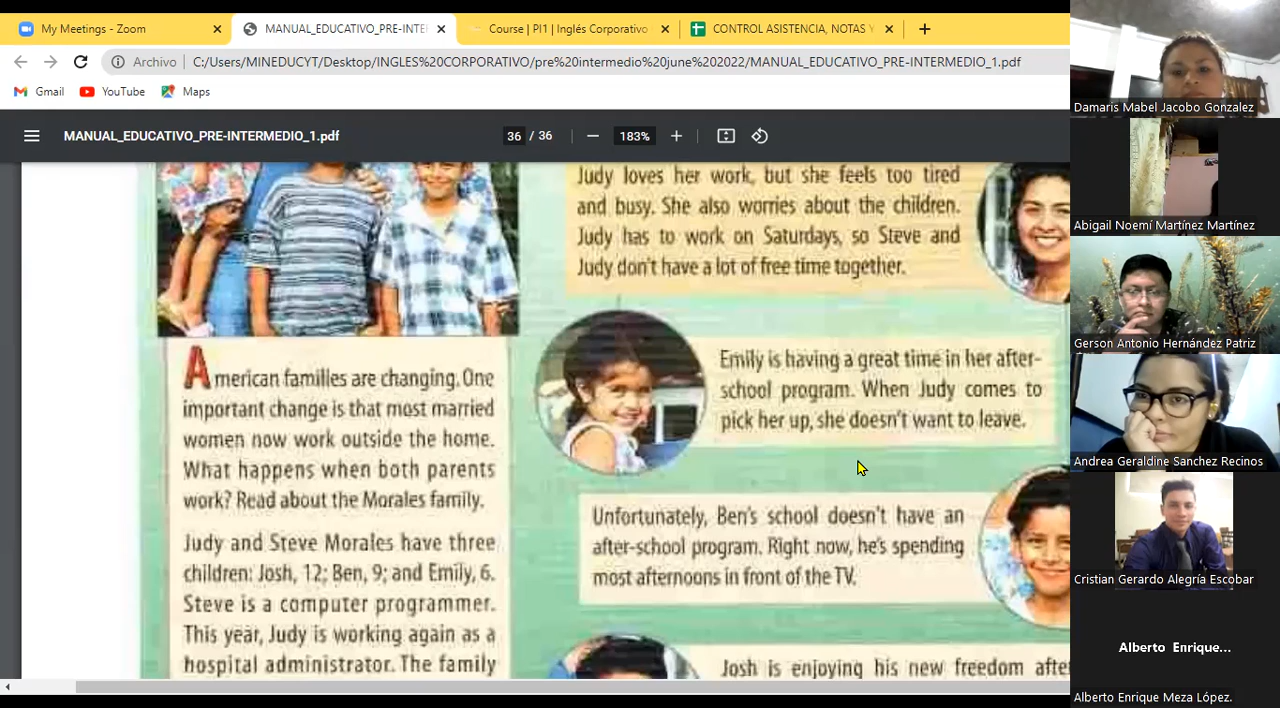 My Meetings - Zoom
MANUAL_EDUCATIVO_PRE-INTER
Course | PI1 | Inglés Corporativo
CONTROL ASISTENCIA, NOTAS Y
Archivo
C:/Users/MINEDUCYT/Desktop/INGLES%20CORPORATIVO/pre%20intermedio%20june%202022/MANUAL_EDUCATIVO_PRE-INTERMEDIO_1.pdf
Gmail
YouTube
Maps
MANUAL_EDUCATIVO_PRE-INTERMEDIO_1.pdf
36 / 36
183%
Judy loves her work, but she feels too tired
and busy. She also worries about the children.
Judy has to work on Saturdays, so Steve and
Judy don't have a lot of free time together.
American families are changing. One
important change is that most married
women now work outside the home.
What happens when both parents
work? Read about the Morales family.
Judy and Steve Morales have three
children: Josh, 12; Ben, 9; and Emily, 6.
Steve is a computer programmer.
This year, Judy is working again as a
hospital administrator. The family
Emily is having a great time in her after-
school program. When Judy comes to
pick her up, she doesn't want to leave.
Unfortunately, Ben's school doesn't have an
after-school program. Right now, he's spending
most afternoons in front of the TV.
Josh is enjoying his new freedom after
Damaris Mabel Jacobo Gonzalez
Abigail Noemí Martínez Martínez
Gerson Antonio Hernández Patriz
Andrea Geraldine Sanchez Recinos
Cristian Gerardo Alegría Escobar
Alberto Enrique...
Alberto Enrique Meza López.